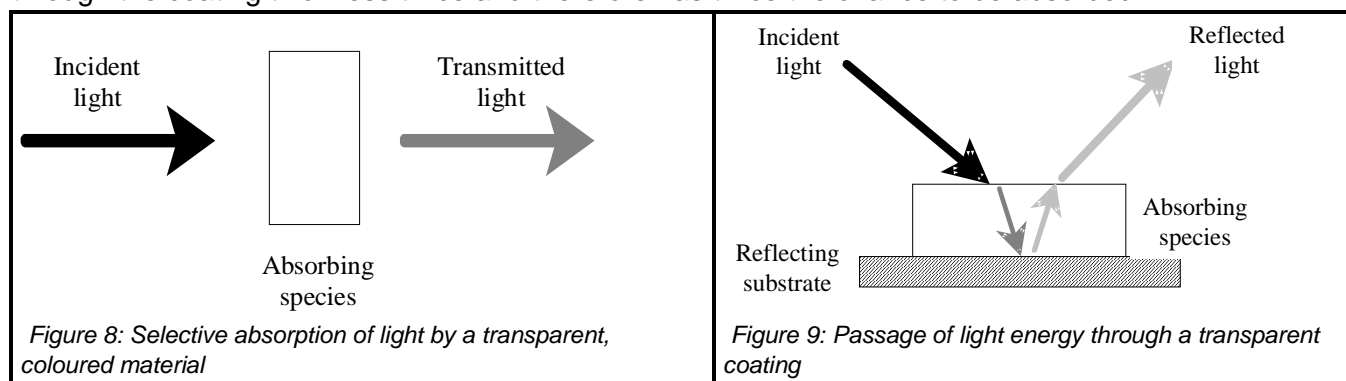 Incident
light
Transmitted
light
Absorbing
species
Figure 8: Selective absorption of light by a transparent,
coloured material
Incident
light
Reflected
light
Absorbing
species
Reflecting
substrate
Figure 9: Passage of light energy through a transparent
coating